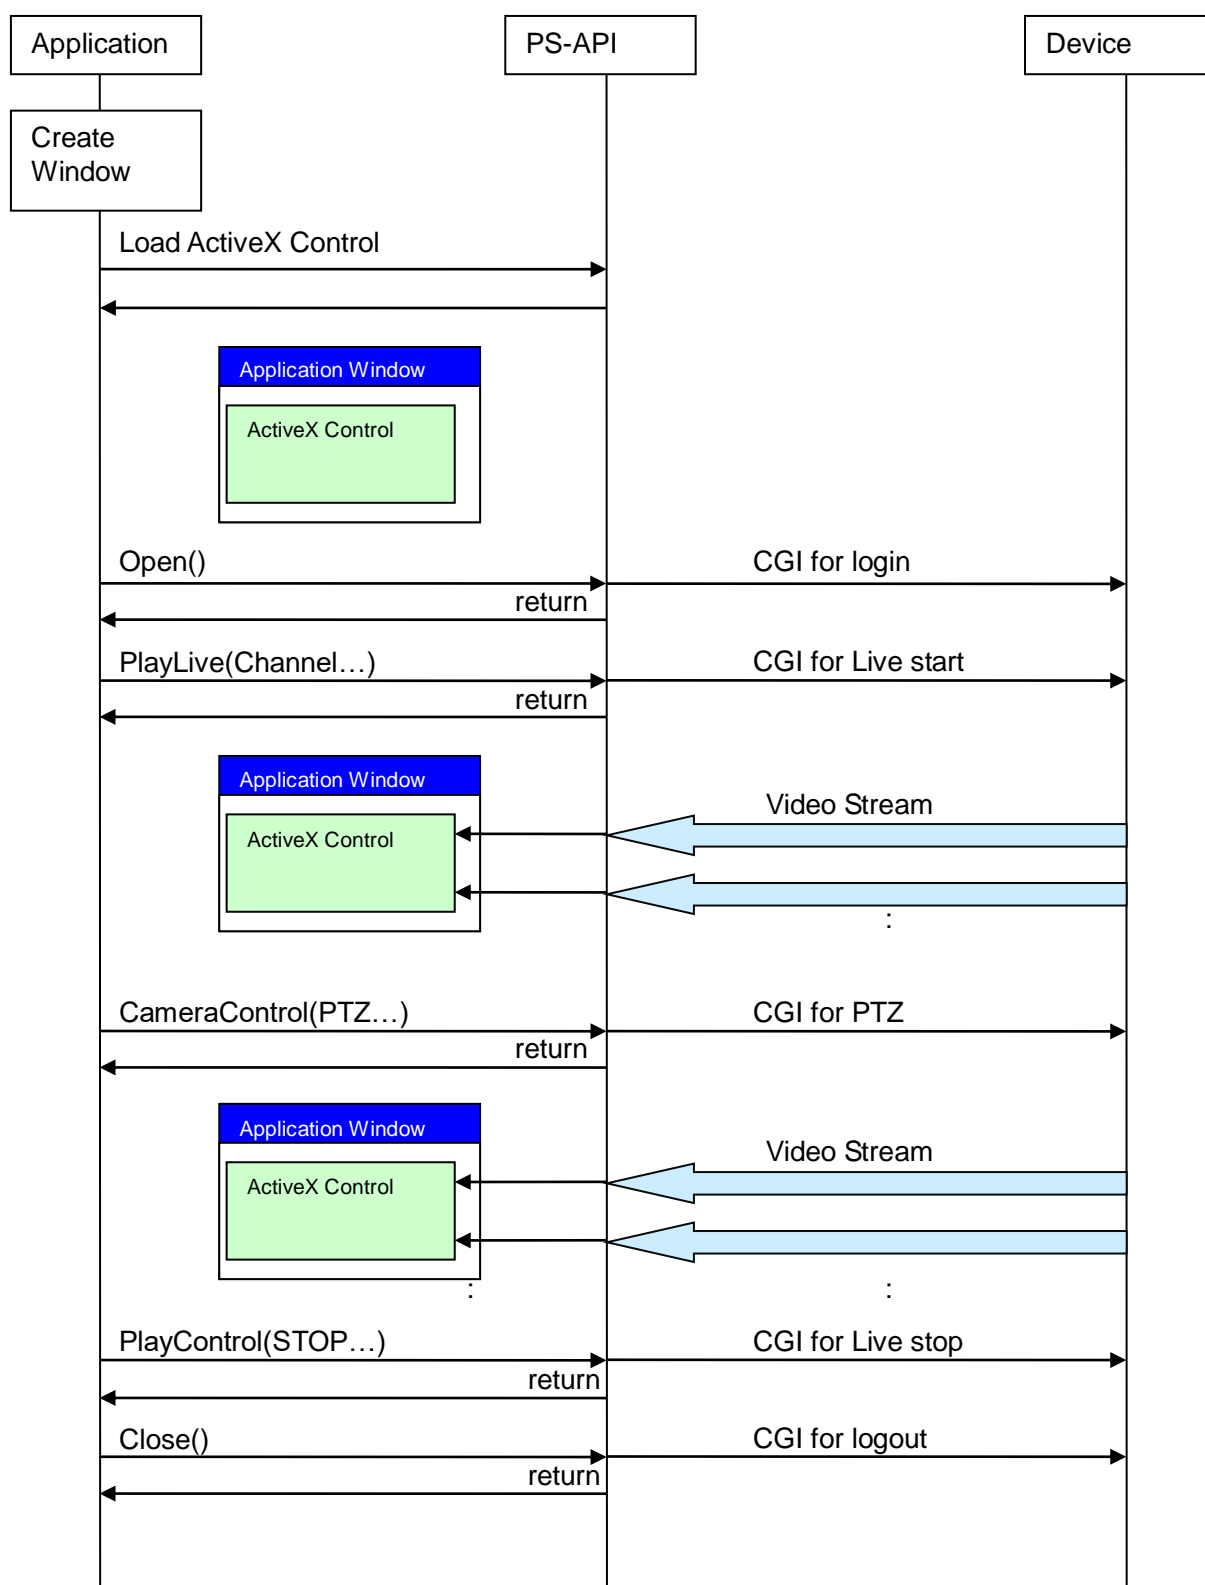 Application
PS-API
Device
Create
Window
Load ActiveX Control
Application Window
ActiveX Control
Open()
CGI for login
return
PlayLive(Channel…)
CGI for Live start
return
Application Window
Video Stream
ActiveX Control
:
CameraControl(PTZ…)
CGI for PTZ
return
Application Window
Video Stream
ActiveX Control
:
:
PlayControl(STOP…)
CGI for Live stop
return
Close()
CGI for logout
return